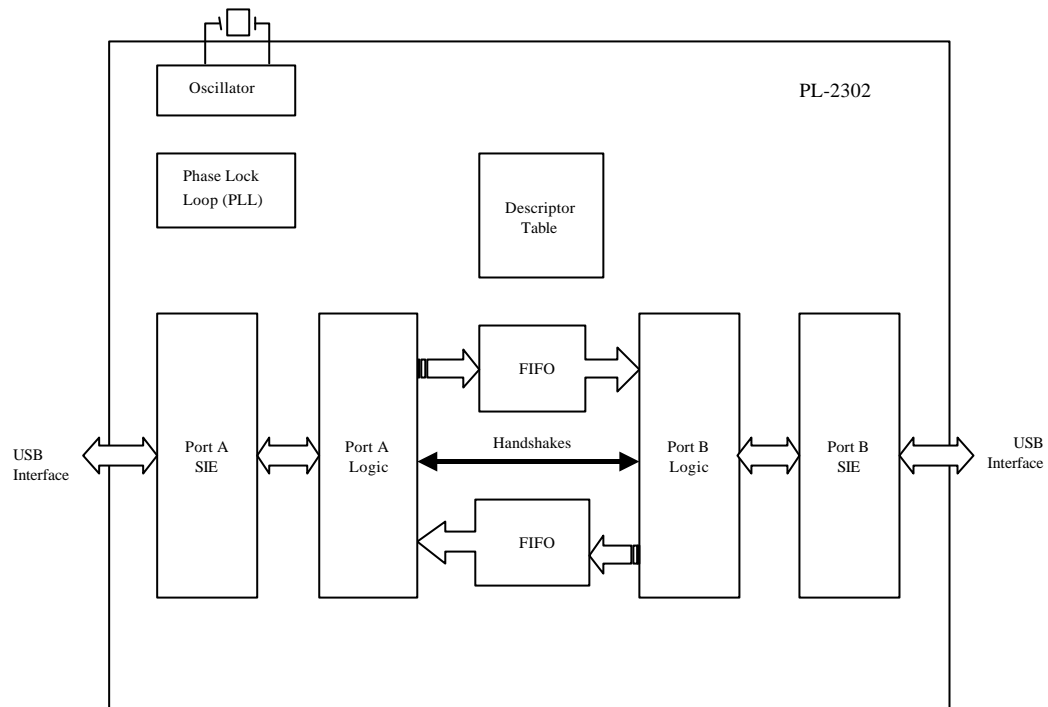 Oscillator
PL-2302
Phase Lock
Loop (PLL)
Descriptor
Table
FIFO
USB
Interface
Port A
SIE
Port A
Logic
Handshakes
Port B
Logic
Port B
SIE
USB
Interface
FIFO